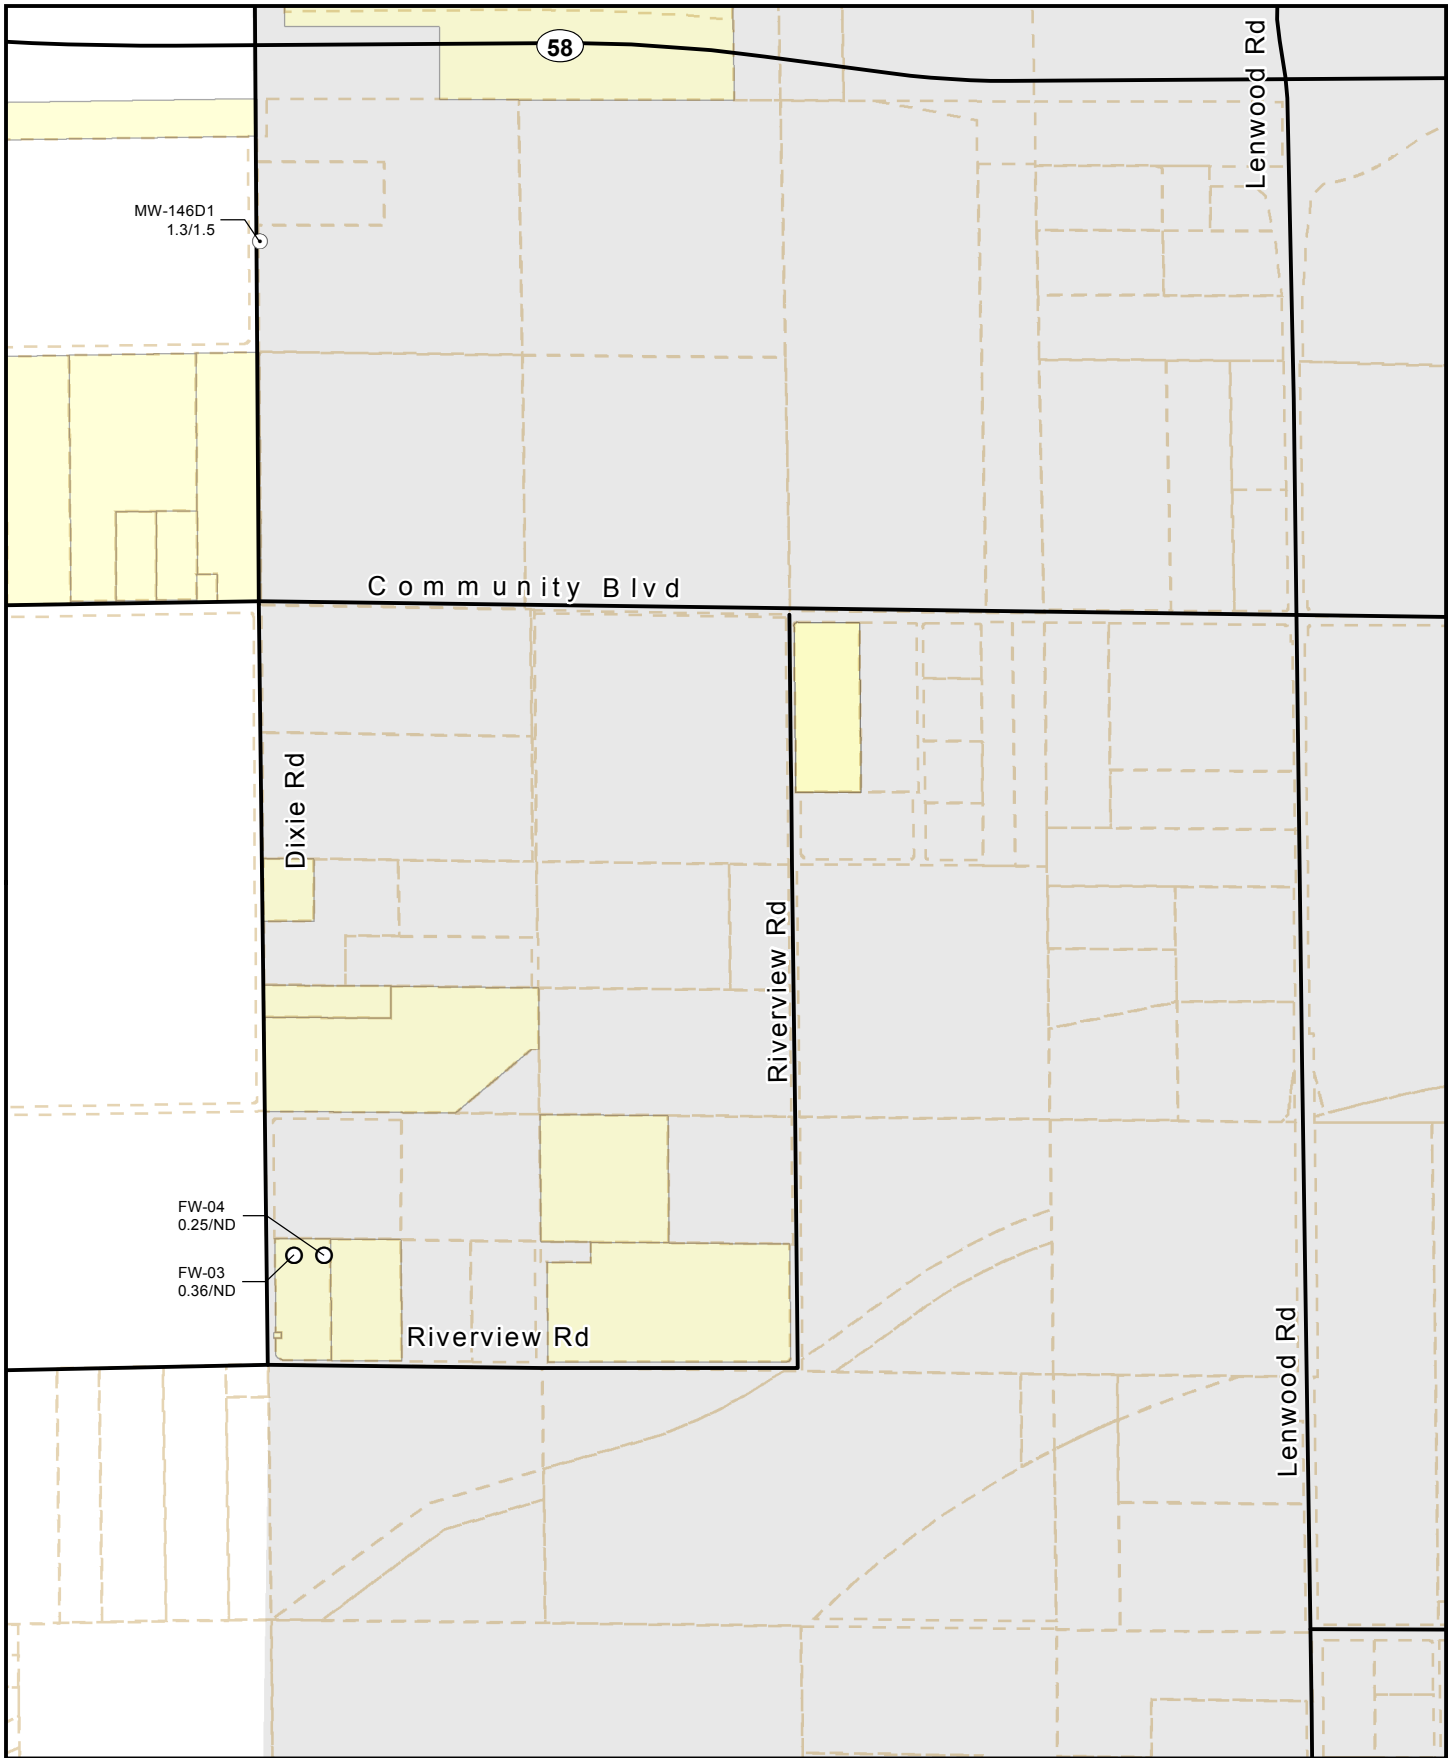 58
Lenwood Rd
MW-146D1
1.3/1.5
Community Blvd
Dixie Rd
Riverview Rd
FW-04
0.25/ND
FW-03
0.36/ND
Riverview Rd
Lenwood Rd